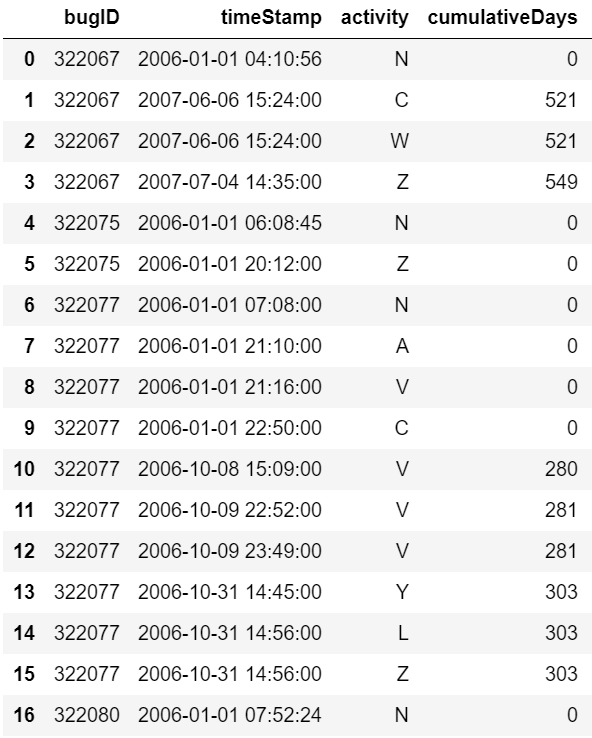 bugID timeStamp activity cumulativeDays
0 322067 2006-01-01 04:10:56 N 0
1 322067 2007-06-06 15:24:00 C 521
2 322067 2007-06-06 15:24:00 W 521
3 322067 2007-07-04 14:35:00 Z 549
4 322075 2006-01-01 06:08:45 N 0
5 322075 2006-01-01 20:12:00 Z 0
6 322077 2006-01-01 07:08:00 N 0
7 322077 2006-01-01 21:10:00 A 0
8 322077 2006-01-01 21:16:00 V 0
9 322077 2006-01-01 22:50:00 C 0
10 322077 2006-10-08 15:09:00 V 280
11 322077 2006-10-09 22:52:00 V 281
12 322077 2006-10-09 23:49:00 V 281
13 322077 2006-10-31 14:45:00 Y 303
14 322077 2006-10-31 14:56:00 L 303
15 322077 2006-10-31 14:56:00 Z 303
16 322080 2006-01-01 07:52:24 N 0